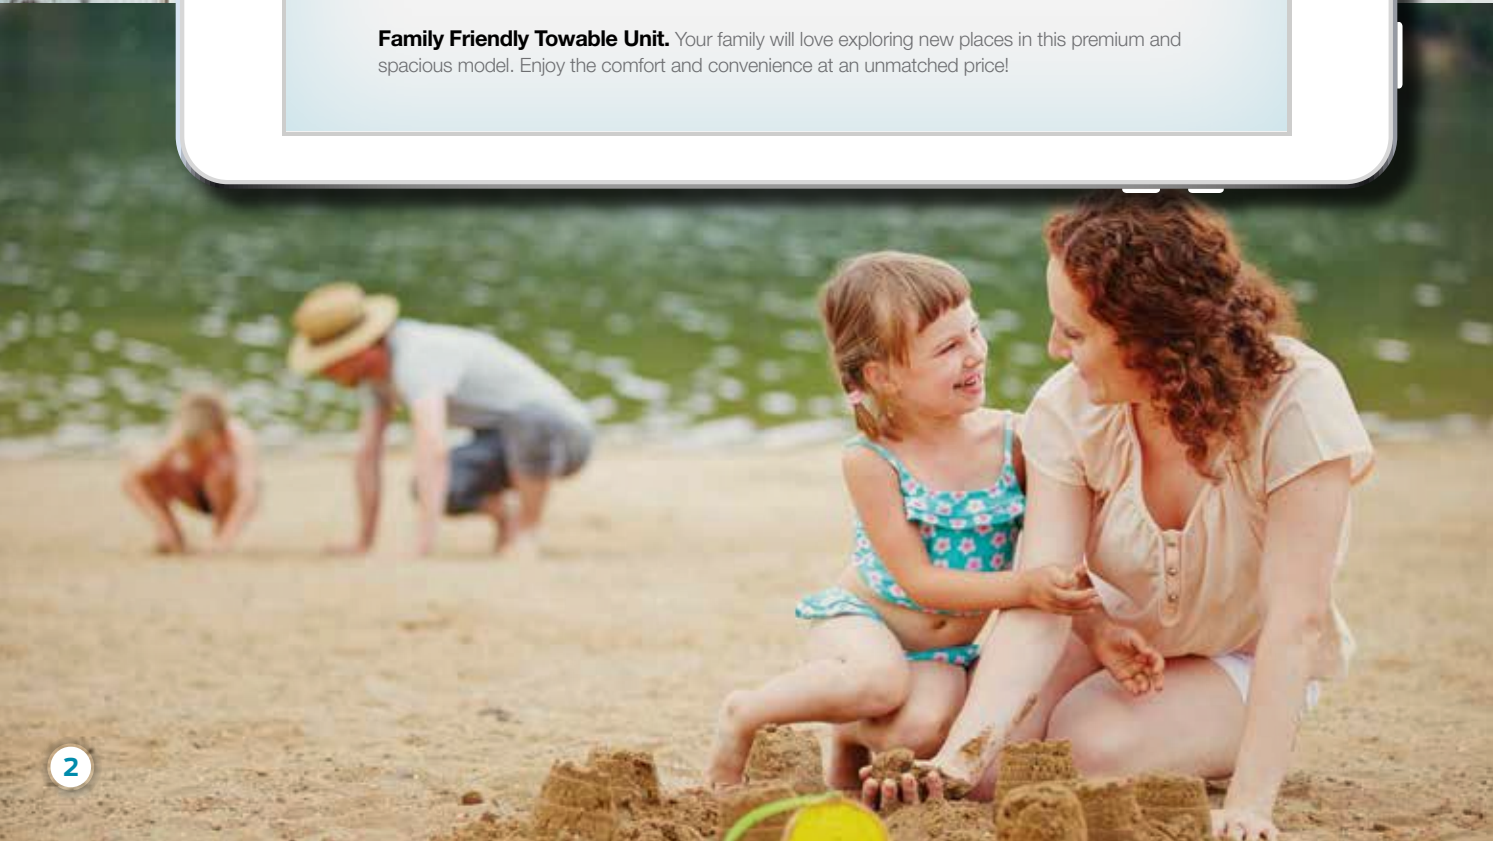 Family Friendly Towable Unit. Your family will love exploring new places in this premium and
spacious model. Enjoy the comfort and convenience at an unmatched price!
2